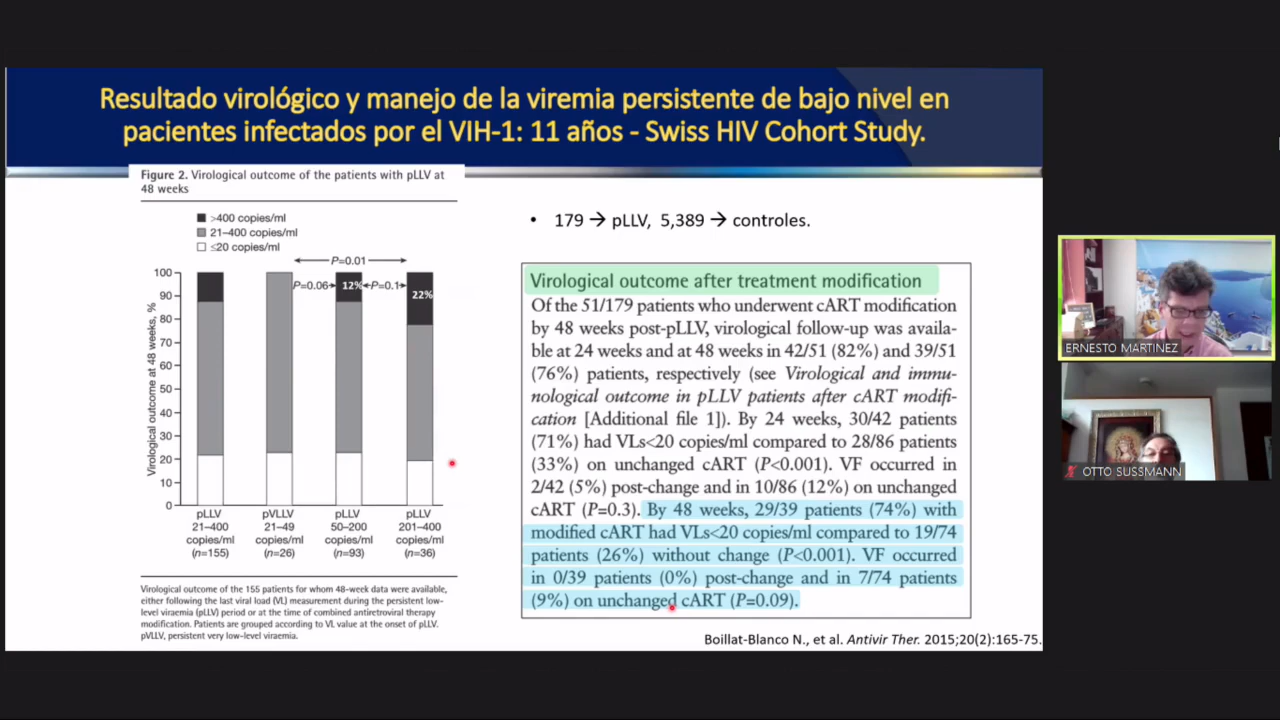 Resultado virológico y manejo de la viremia persistente de bajo nivel en
pacientes infectados por el VIH-1: 11 años - Swiss HIV Cohort Study.
Figure 2. Virological outcome of the patients with pLLV at
48 weeks
>400 copies/ml
21–400 copies/ml
≤20 copies/ml
P=0.01
P=0.06
12%
P=0.1
22%
Virological outcome at 48 weeks, %
100
90
80
70
60
50
40
30
20
10
0
pLLV
21–400
copies/ml
(n=155)
pVLLV
21–49
copies/ml
(n=26)
pLLV
50–200
copies/ml
(n=93)
pLLV
201–400
copies/ml
(n=36)
Virological outcome of the 155 patients for whom 48-week data were available,
either following the last viral load (VL) measurement during the persistent low-
level viraemia (pLLV) period or at the time of combined antiretroviral therapy
modification. Patients are grouped according to VL value at the onset of pLLV.
pVLLV, persistent very low-level viraemia.
• 179 → pLLV, 5,389 → controles.
Virological outcome after treatment modification
Of the 51/179 patients who underwent cART modification
by 48 weeks post-pLLV, virological follow-up was availa-
ble at 24 weeks and at 48 weeks in 42/51 (82%) and 39/51
(76%) patients, respectively (see Virological and immu-
nological outcome in pLLV patients after cART modifi-
cation [Additional file 1]). By 24 weeks, 30/42 patients
(71%) had VLs<20 copies/ml compared to 28/86 patients
(33%) on unchanged cART (P<0.001). VF occurred in
2/42 (5%) post-change and in 10/86 (12%) on unchanged
cART (P=0.3). By 48 weeks, 29/39 patients (74%) with
modified cART had VLs<20 copies/ml compared to 19/74
patients (26%) without change (P<0.001). VF occurred
in 0/39 patients (0%) post-change and in 7/74 patients
(9%) on unchanged cART (P=0.09).
Boillat-Blanco N., et al. Antivir Ther. 2015;20(2):165-75.
ERNESTO MARTINEZ
OTTO SUSSMANN